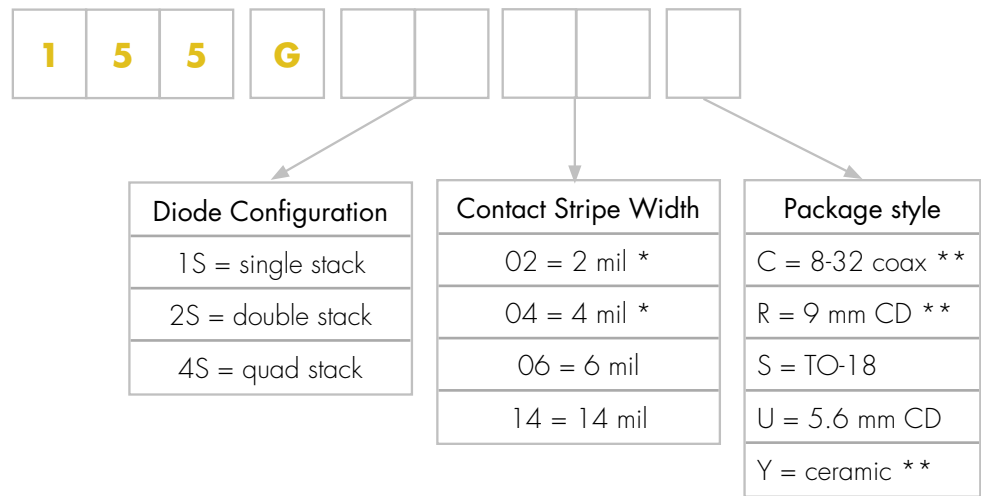 1 5 5 G
Diode Configuration
1S = single stack
2S = double stack
4S = quad stack
Contact Stripe Width
02 = 2 mil *
04 = 4 mil *
06 = 6 mil
14 = 14 mil
Package style
C = 8-32 coax **
R = 9 mm CD **
S = TO-18
U = 5.6 mm CD
Y = ceramic **